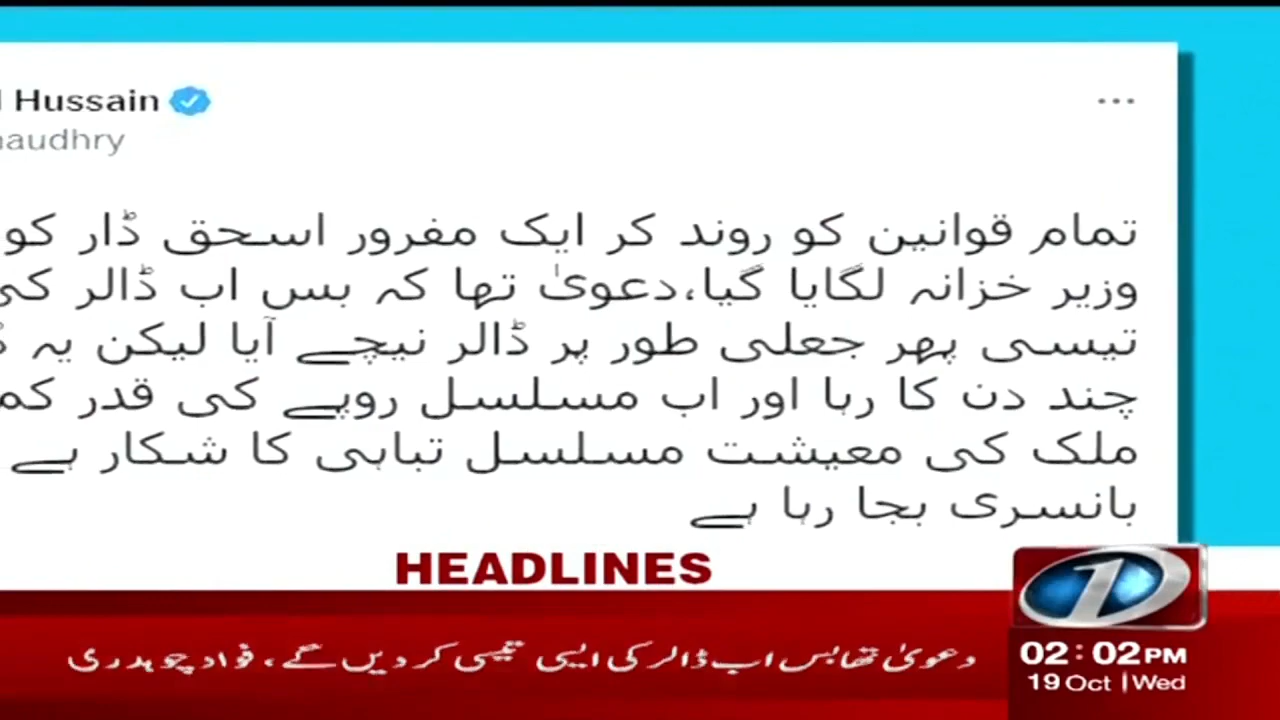 Hussain
haudhry
تمام قوانین کو روند کر ایک مفرور اسحق ڈار کو
وزیر خزانہ لگایا گیا،دعویٰ تھا کہ بس اب ڈالر کی
تیسی پھر جعلی طور پر ڈالر نیچے آیا لیکن یہ
چند دن کا رہا اور اب مسلسل روپے کی قدر کم
ملک کی معیشت مسلسل تباہی کا شکار ہے
بانسری بجا رہا ہے
HEADLINES
دعویٰ تھا بس اب ڈالر کی ایسی تیسی کر دیں گے، فواد چوہدری
1
02:02PM
19 Oct | Wed